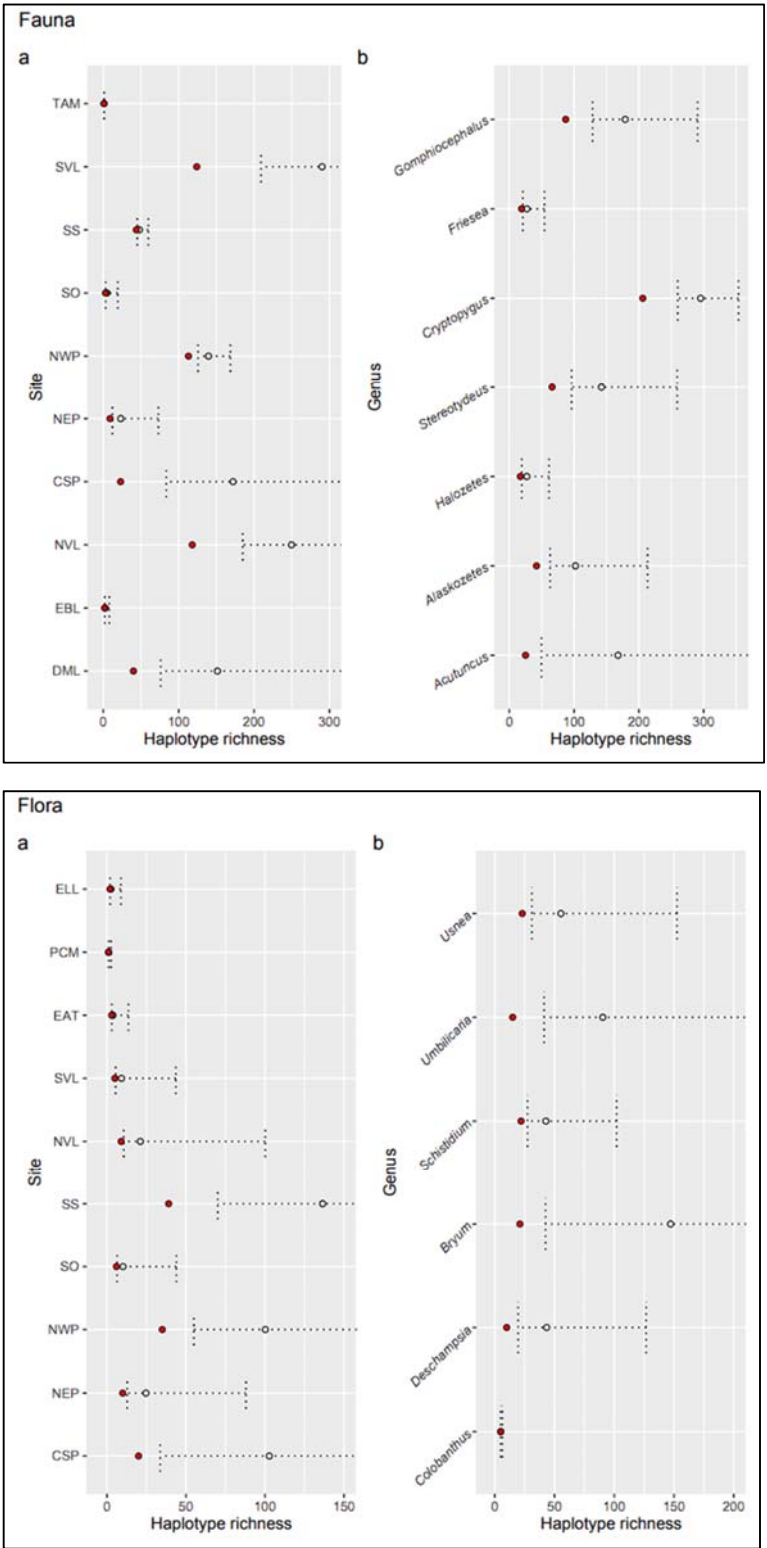 Fauna
a
TAM
SVL
SS
SO
NWP
NEP
CSP
NVL
EBL
DML
Site
0 100 200 300
Haplotype richness
b
Gomphiocephalus
Friesea
Cryptopygus
Stereotydeus
Halozetes
Alaskozetes
Acutuncus
Genus
0 100 200 300
Haplotype richness
Flora
a
ELL
PCM
EAT
SVL
NVL
SS
SO
NWP
NEP
CSP
Site
0 50 100 150
Haplotype richness
b
Usnea
Umbilicaria
Schistidium
Bryum
Deschampsia
Colobanthus
Genus
0 50 100 150 200
Haplotype richness